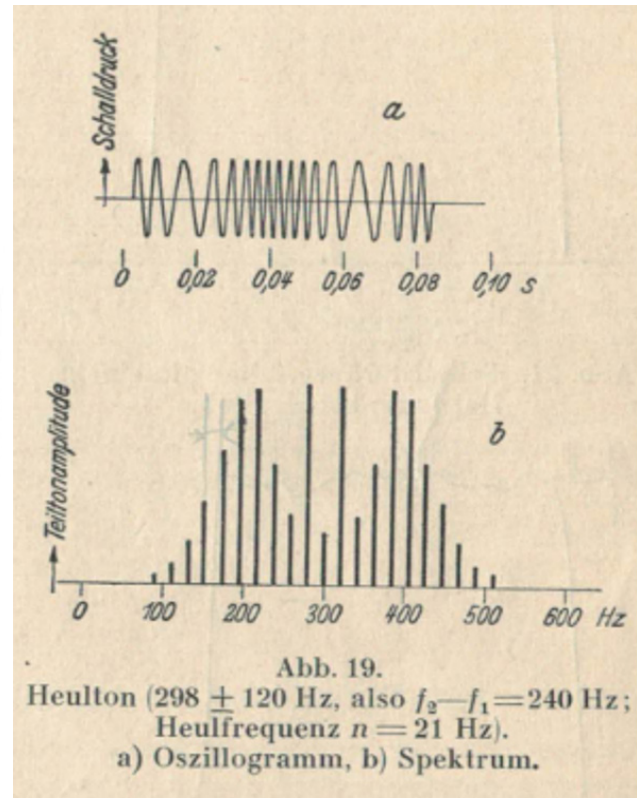 Schalldruck
a
0 0,02 0,04 0,06 0,08 0,10 s
Teiltonamplitude
b
0 100 200 300 400 500 600 Hz
Abb. 19.
Heulton (298 ± 120 Hz, also f₂—f₁=240 Hz;
Heulfrequenz n = 21 Hz).
a) Oszillogramm, b) Spektrum.